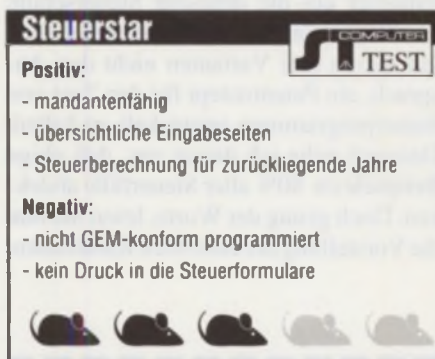 Steuerstar
ST COMPUTER
TEST
Positiv:
- mandantenfähig
- übersichtliche Eingabeseiten
- Steuerberechnung für zurückliegende Jahre
Negativ:
- nicht GEM-konform programmiert
- kein Druck in die Steuerformulare